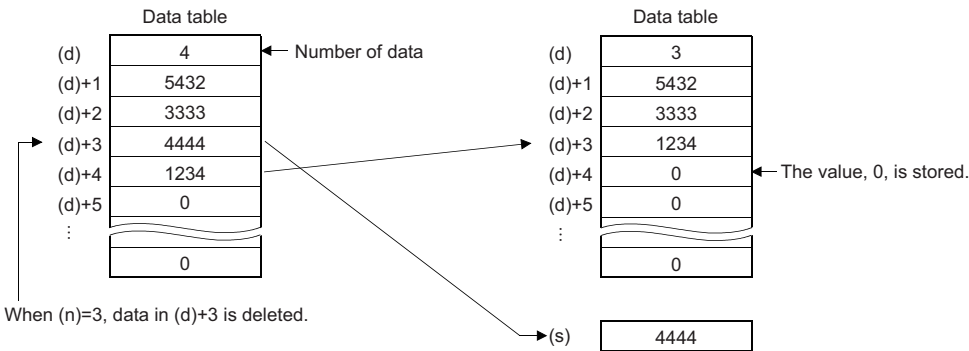 Data table
(d) 4 Number of data
(d)+1 5432
(d)+2 3333
(d)+3 4444
(d)+4 1234
(d)+5 0
⋮
0
When (n)=3, data in (d)+3 is deleted.
Data table
(d) 3
(d)+1 5432
(d)+2 3333
(d)+3 1234
(d)+4 0 The value, 0, is stored.
(d)+5 0
⋮
0
(s) 4444